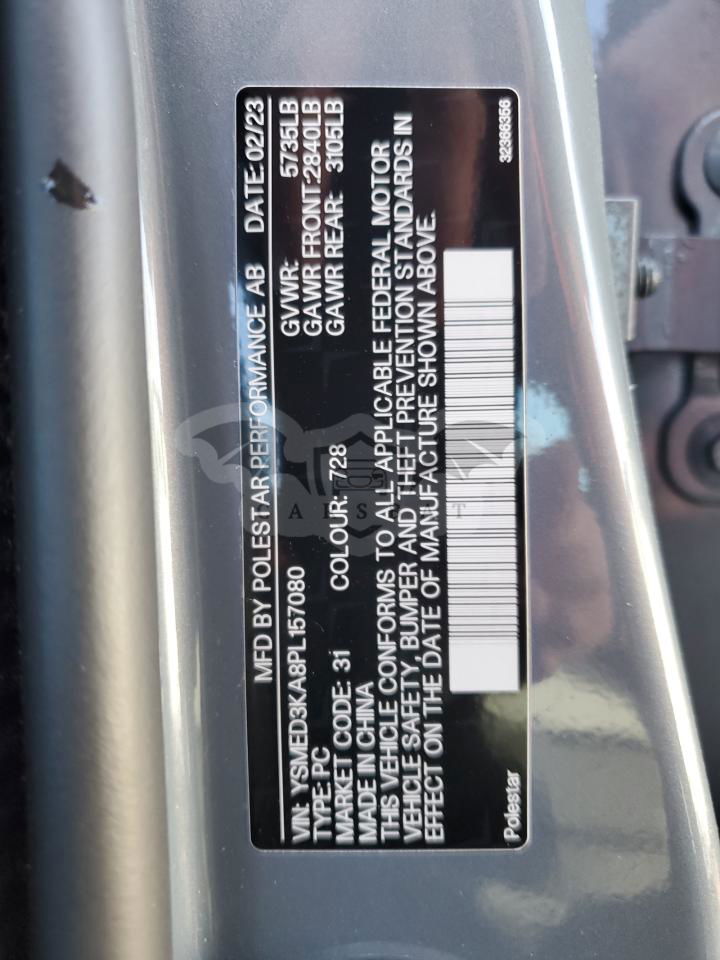 MFD BY POLESTAR PERFORMANCE AB DATE: 02/23
VIN: YSMED3KA8PL157080 GVWR: 5735LB
TYPE: PC GAWR FRONT: 2840LB
MARKET CODE: 31 COLOUR: 728 GAWR REAR: 3105LB
MADE IN CHINA
THIS VEHICLE CONFORMS TO ALL APPLICABLE FEDERAL MOTOR
VEHICLE SAFETY, BUMPER AND THEFT PREVENTION STANDARDS IN
EFFECT ON THE DATE OF MANUFACTURE SHOWN ABOVE.
Polestar 32366356